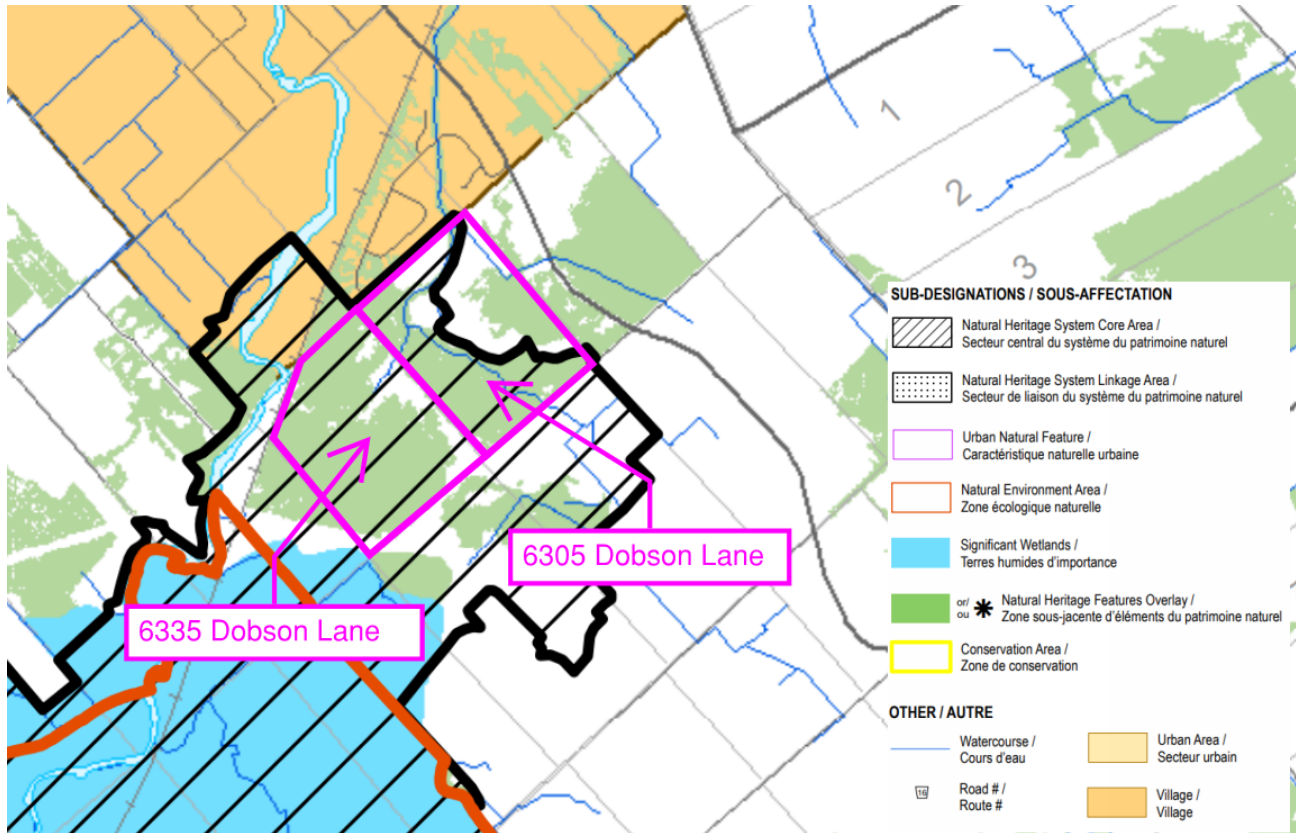 1
2
3
6305 Dobson Lane
6335 Dobson Lane
SUB-DESIGNATIONS / SOUS-AFFECTATION
Natural Heritage System Core Area /
Secteur central du système du patrimoine naturel
Natural Heritage System Linkage Area /
Secteur de liaison du système du patrimoine naturel
Urban Natural Feature /
Caractéristique naturelle urbaine
Natural Environment Area /
Zone écologique naturelle
Significant Wetlands /
Terres humides d'importance
or/
ou
Natural Heritage Features Overlay /
Zone sous-jacente d'éléments du patrimoine naturel
Conservation Area /
Zone de conservation
OTHER / AUTRE
Watercourse /
Cours d'eau
Urban Area /
Secteur urbain
16
Road # /
Route #
Village /
Village